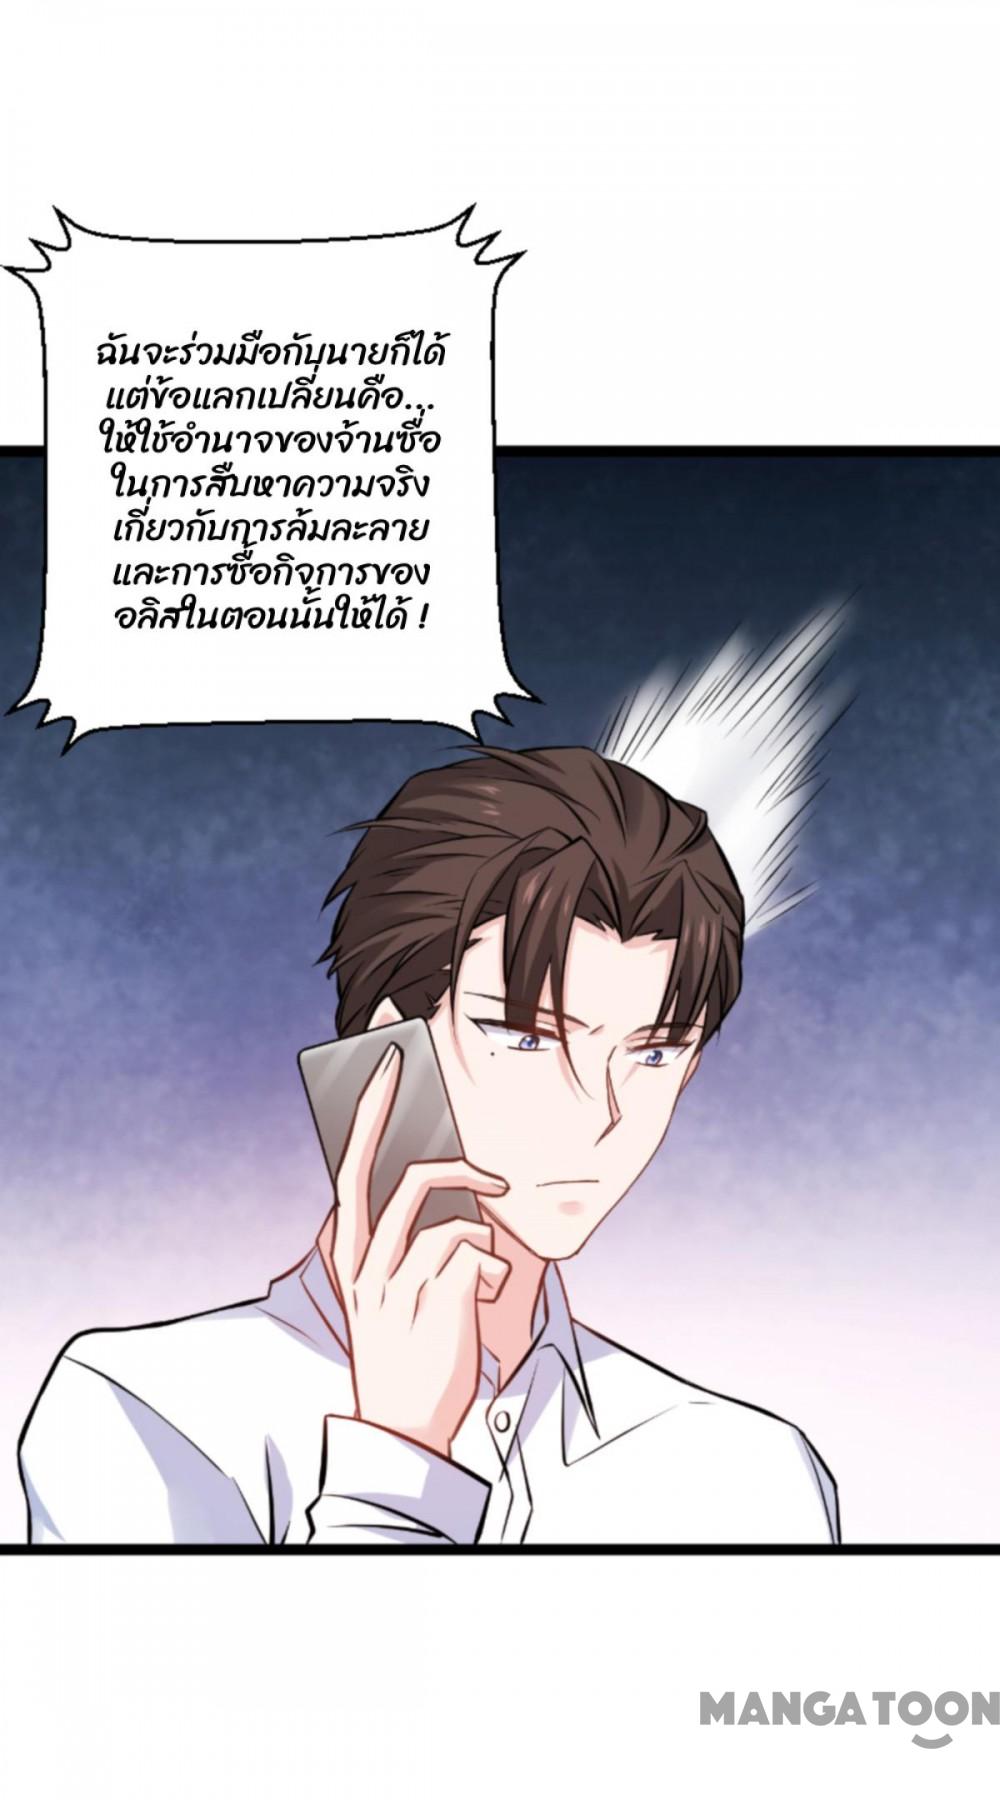 ฉันจะร่วมมือกับนายก็ได้
แต่ข้อแลกเปลี่ยนคือ...
ให้ใช้อำนาจของจ้านซื่อ
ในการสืบหาความจริง
เกี่ยวกับการล้มละลาย
และการซื้อกิจการของ
อลิสในตอนนั้นให้ได้ !
MANGATOON